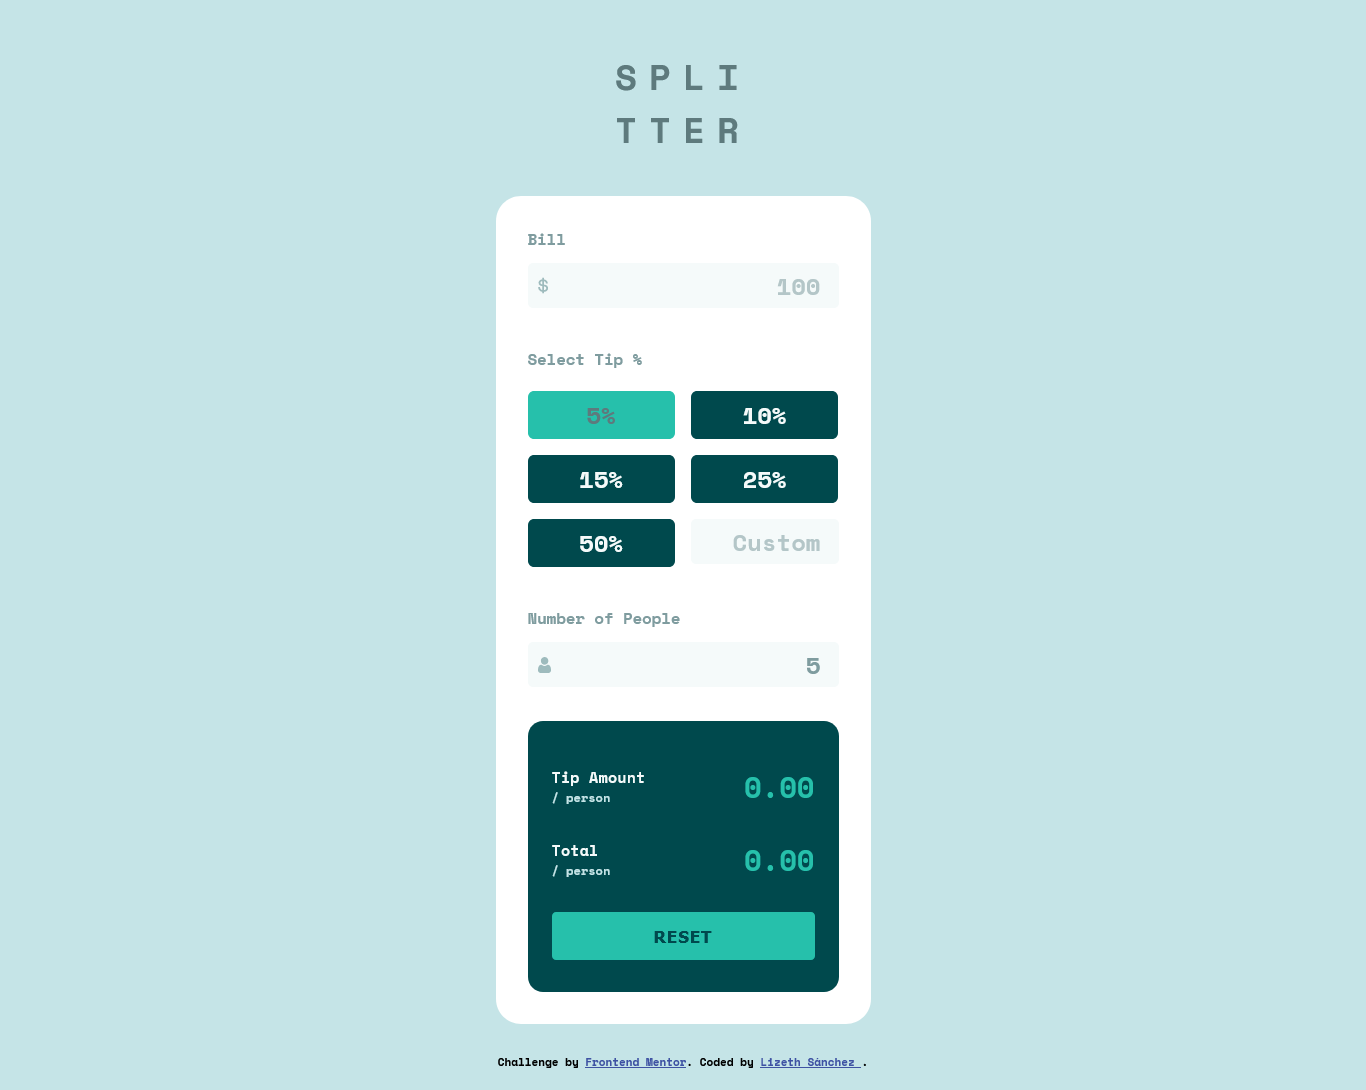 SPLI
TTER
Bill
$ 100
Select Tip %
5% 10%
15% 25%
50% Custom
Number of People
5
Tip Amount
/ person
0.00
Total
/ person
0.00
RESET
Challenge by Frontend Mentor. Coded by Lizeth Sánchez .